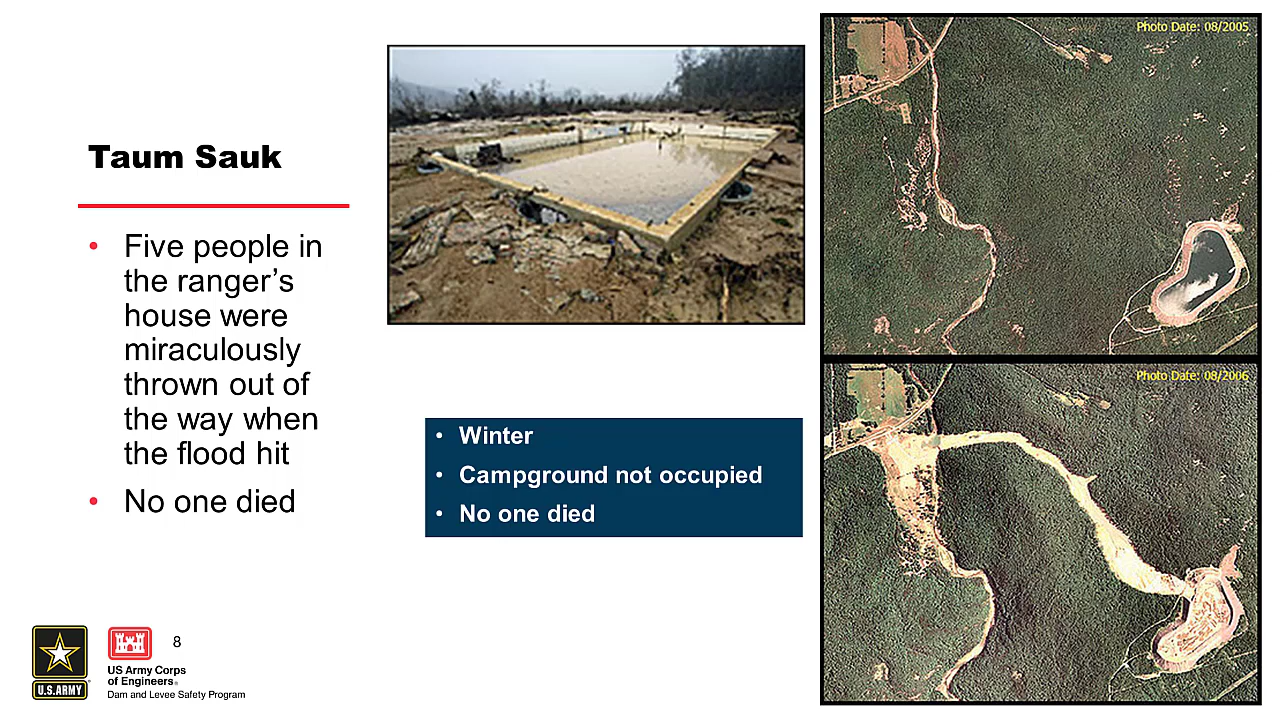 Taum Sauk
• Five people in
the ranger’s
house were
miraculously
thrown out of
the way when
the flood hit
• No one died
• Winter
• Campground not occupied
• No one died
Photo Date: 08/2005
Photo Date: 08/2006
U.S.ARMY
8
US Army Corps
of Engineers®
Dam and Levee Safety Program